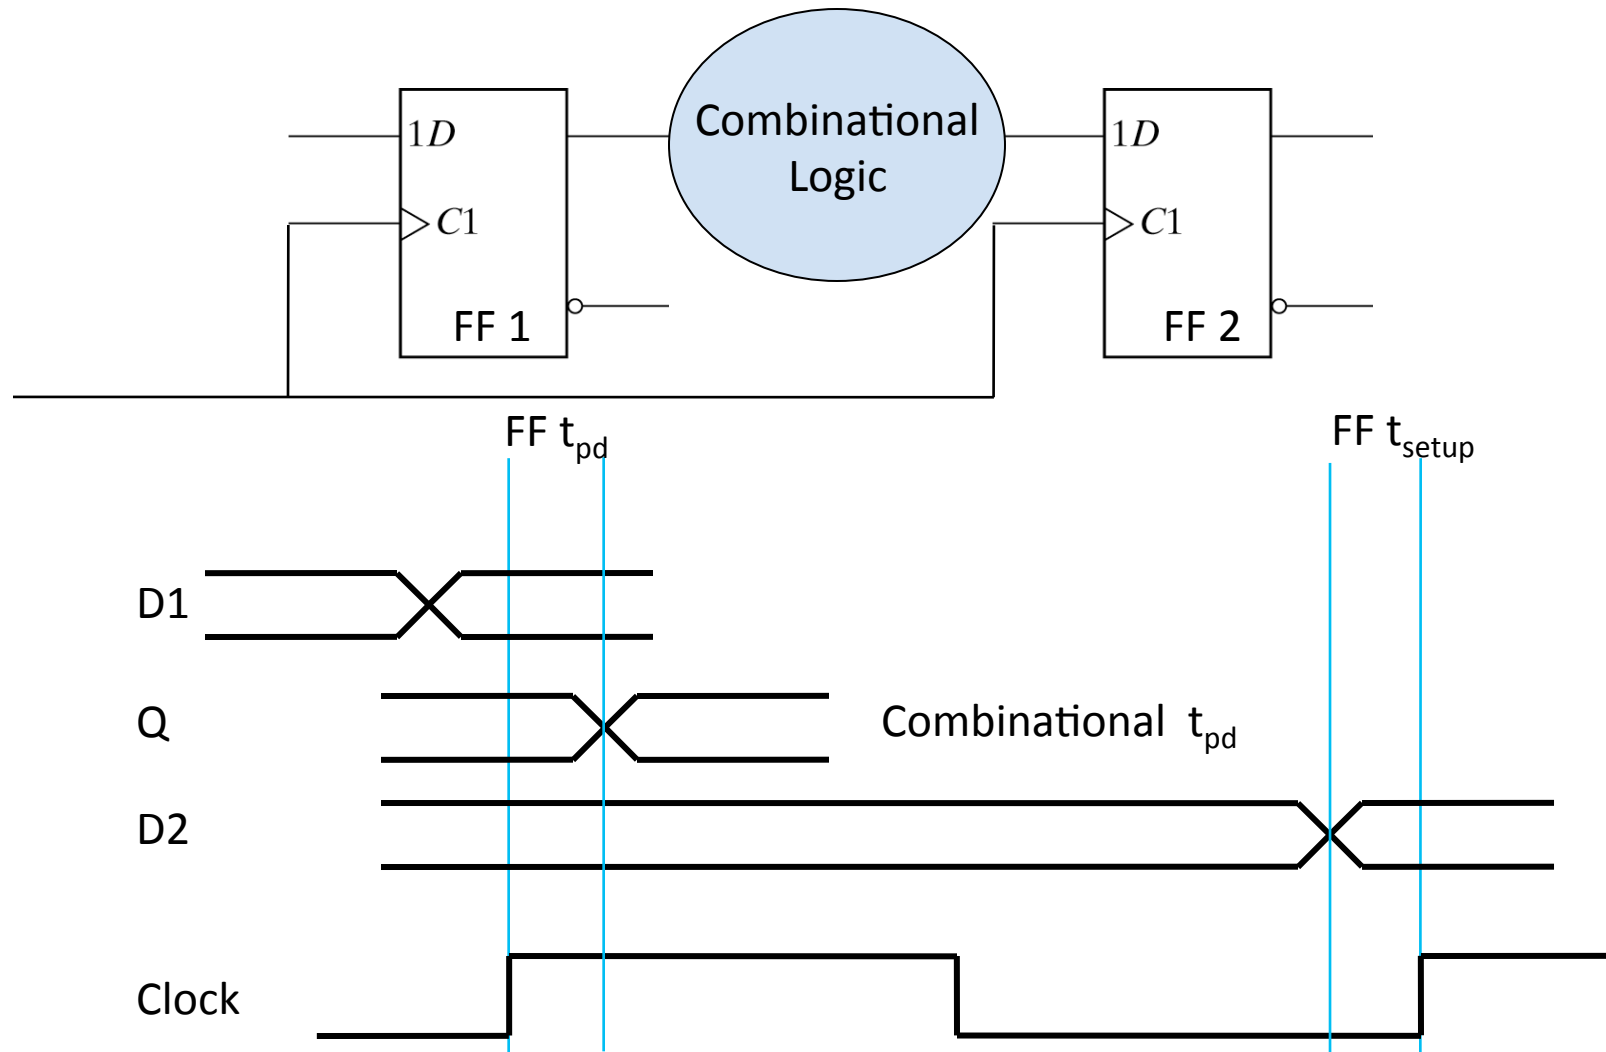 Combinational
Logic
1D
C1
FF 1
1D
C1
FF 2
FF tpd
FF tsetup
D1
Q
Combinational tpd
D2
Clock